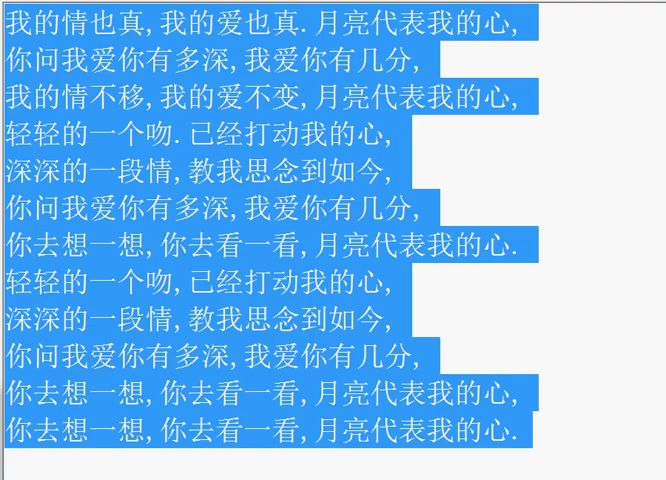 我的情也真,我的爱也真.月亮代表我的心,
你问我爱你有多深,我爱你有几分,
我的情不移,我的爱不变,月亮代表我的心,
轻轻的一个吻.已经打动我的心,
深深的一段情,教我思念到如今,
你问我爱你有多深,我爱你有几分,
你去想一想,你去看一看,月亮代表我的心.
轻轻的一个吻,已经打动我的心,
深深的一段情,教我思念到如今,
你问我爱你有多深,我爱你有几分,
你去想一想,你去看一看,月亮代表我的心,
你去想一想,你去看一看,月亮代表我的心.